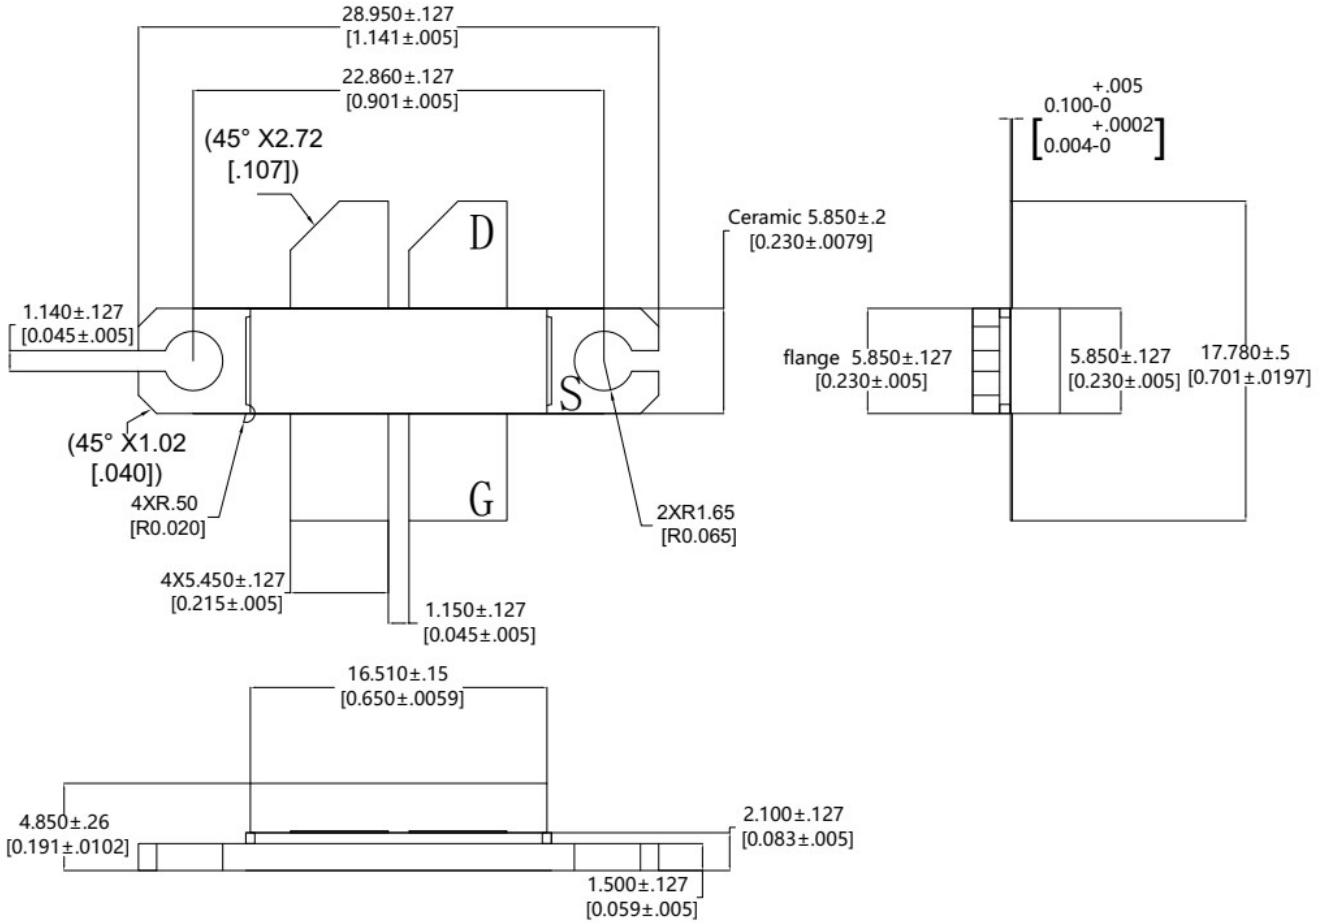 28.950±.127
[1.141±.005]
22.860±.127
[0.901±.005]
+.005
0.100-0
+.0002
[0.004-0 ]
(45° X2.72
[.107])
D
Ceramic 5.850±.2
[0.230±.0079]
1.140±.127
[0.045±.005]
flange 5.850±.127
[0.230±.005]
5.850±.127
[0.230±.005]
17.780±.5
[0.701±.0197]
S
(45° X1.02
[.040])
4XR.50
[R0.020]
G
2XR1.65
[R0.065]
4X5.450±.127
[0.215±.005]
1.150±.127
[0.045±.005]
16.510±.15
[0.650±.0059]
4.850±.26
[0.191±.0102]
2.100±.127
[0.083±.005]
1.500±.127
[0.059±.005]